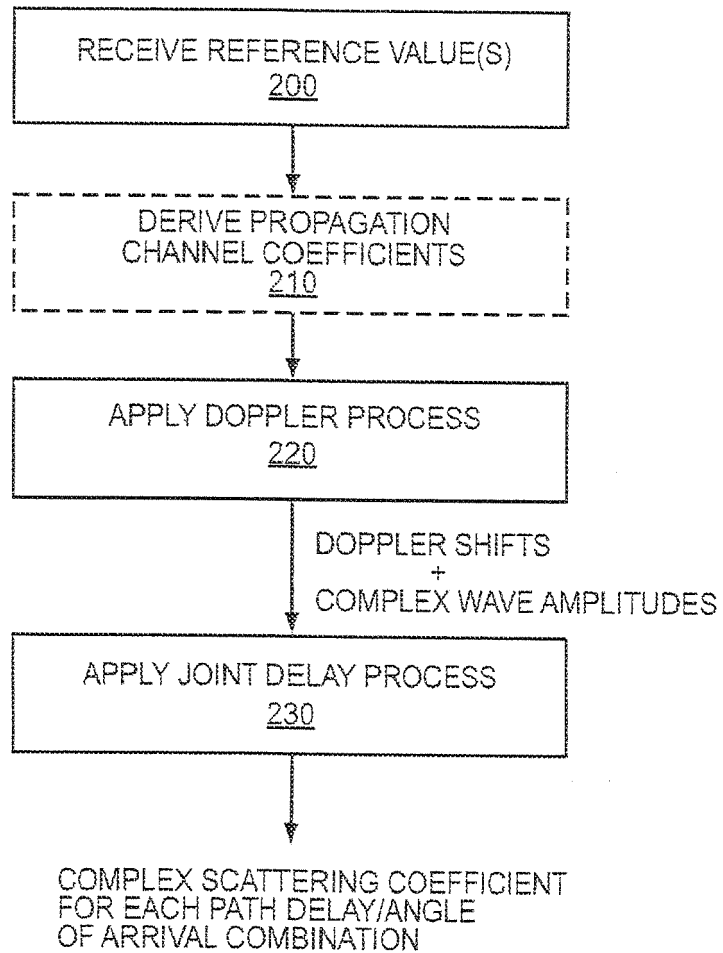 RECEIVE REFERENCE VALUE(S)
200
DERIVE PROPAGATION
CHANNEL COEFFICIENTS
210
APPLY DOPPLER PROCESS
220
DOPPLER SHIFTS
+
COMPLEX WAVE AMPLITUDES
APPLY JOINT DELAY PROCESS
230
COMPLEX SCATTERING COEFFICIENT
FOR EACH PATH DELAY/ANGLE
OF ARRIVAL COMBINATION